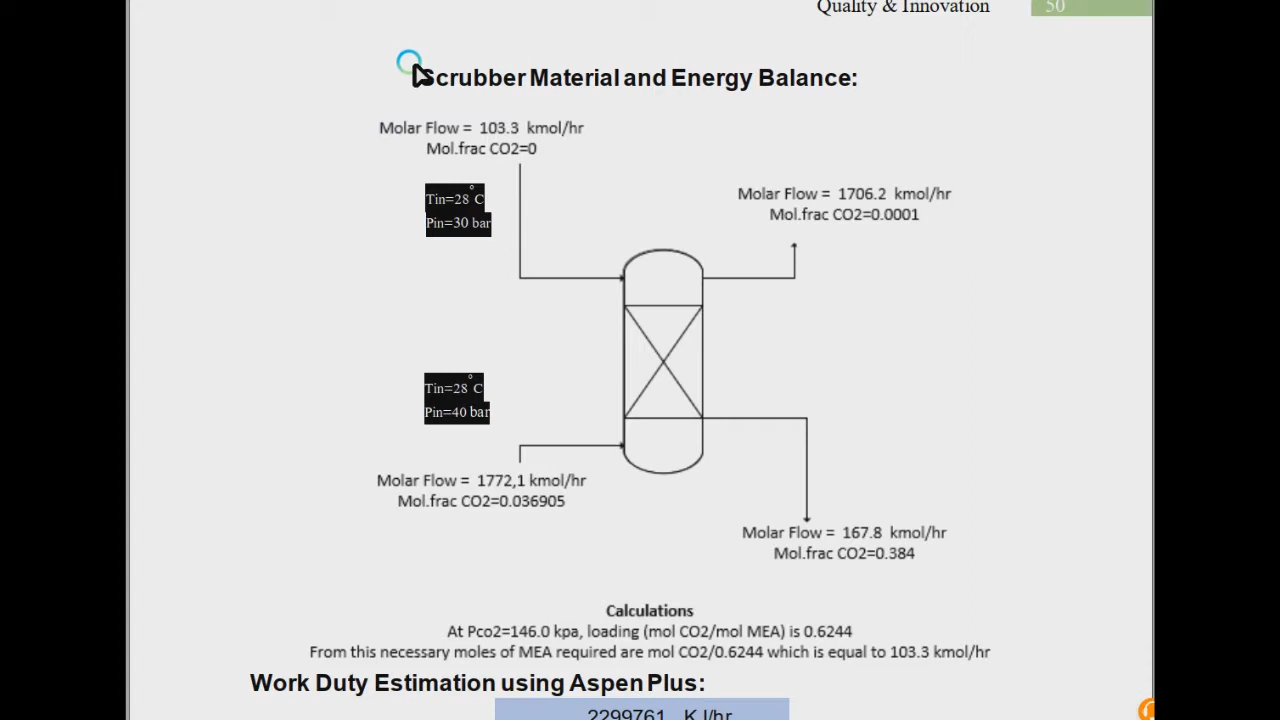 Quality & Innovation 50
Scrubber Material and Energy Balance:
Molar Flow = 103.3 kmol/hr
Mol.frac CO2=0
Tin=28°C
Pin=30 bar
Molar Flow = 1706.2 kmol/hr
Mol.frac CO2=0.0001
Tin=28°C
Pin=40 bar
Molar Flow = 1772,1 kmol/hr
Mol.frac CO2=0.036905
Molar Flow = 167.8 kmol/hr
Mol.frac CO2=0.384
Calculations
At Pco2=146.0 kpa, loading (mol CO2/mol MEA) is 0.6244
From this necessary moles of MEA required are mol CO2/0.6244 which is equal to 103.3 kmol/hr
Work Duty Estimation using Aspen Plus:
2299761 KJ/hr